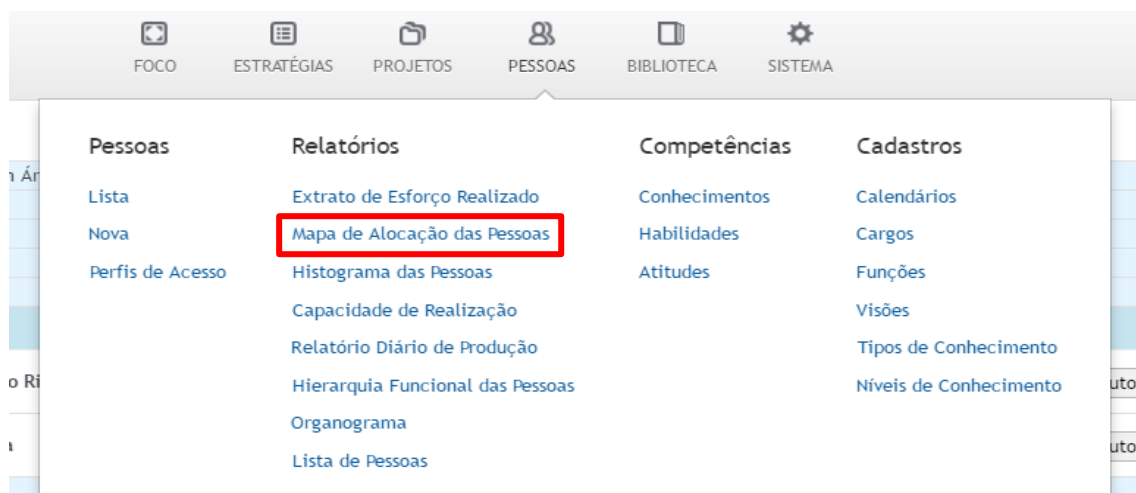 FOCO ESTRATÉGIAS PROJETOS PESSOAS BIBLIOTECA SISTEMA
Pessoas
Lista
Nova
Perfis de Acesso
Relatórios
Extrato de Esforço Realizado
Mapa de Alocação das Pessoas
Histograma das Pessoas
Capacidade de Realização
Relatório Diário de Produção
Hierarquia Funcional das Pessoas
Organograma
Lista de Pessoas
Competências
Conhecimentos
Habilidades
Atitudes
Cadastros
Calendários
Cargos
Funções
Visões
Tipos de Conhecimento
Níveis de Conhecimento